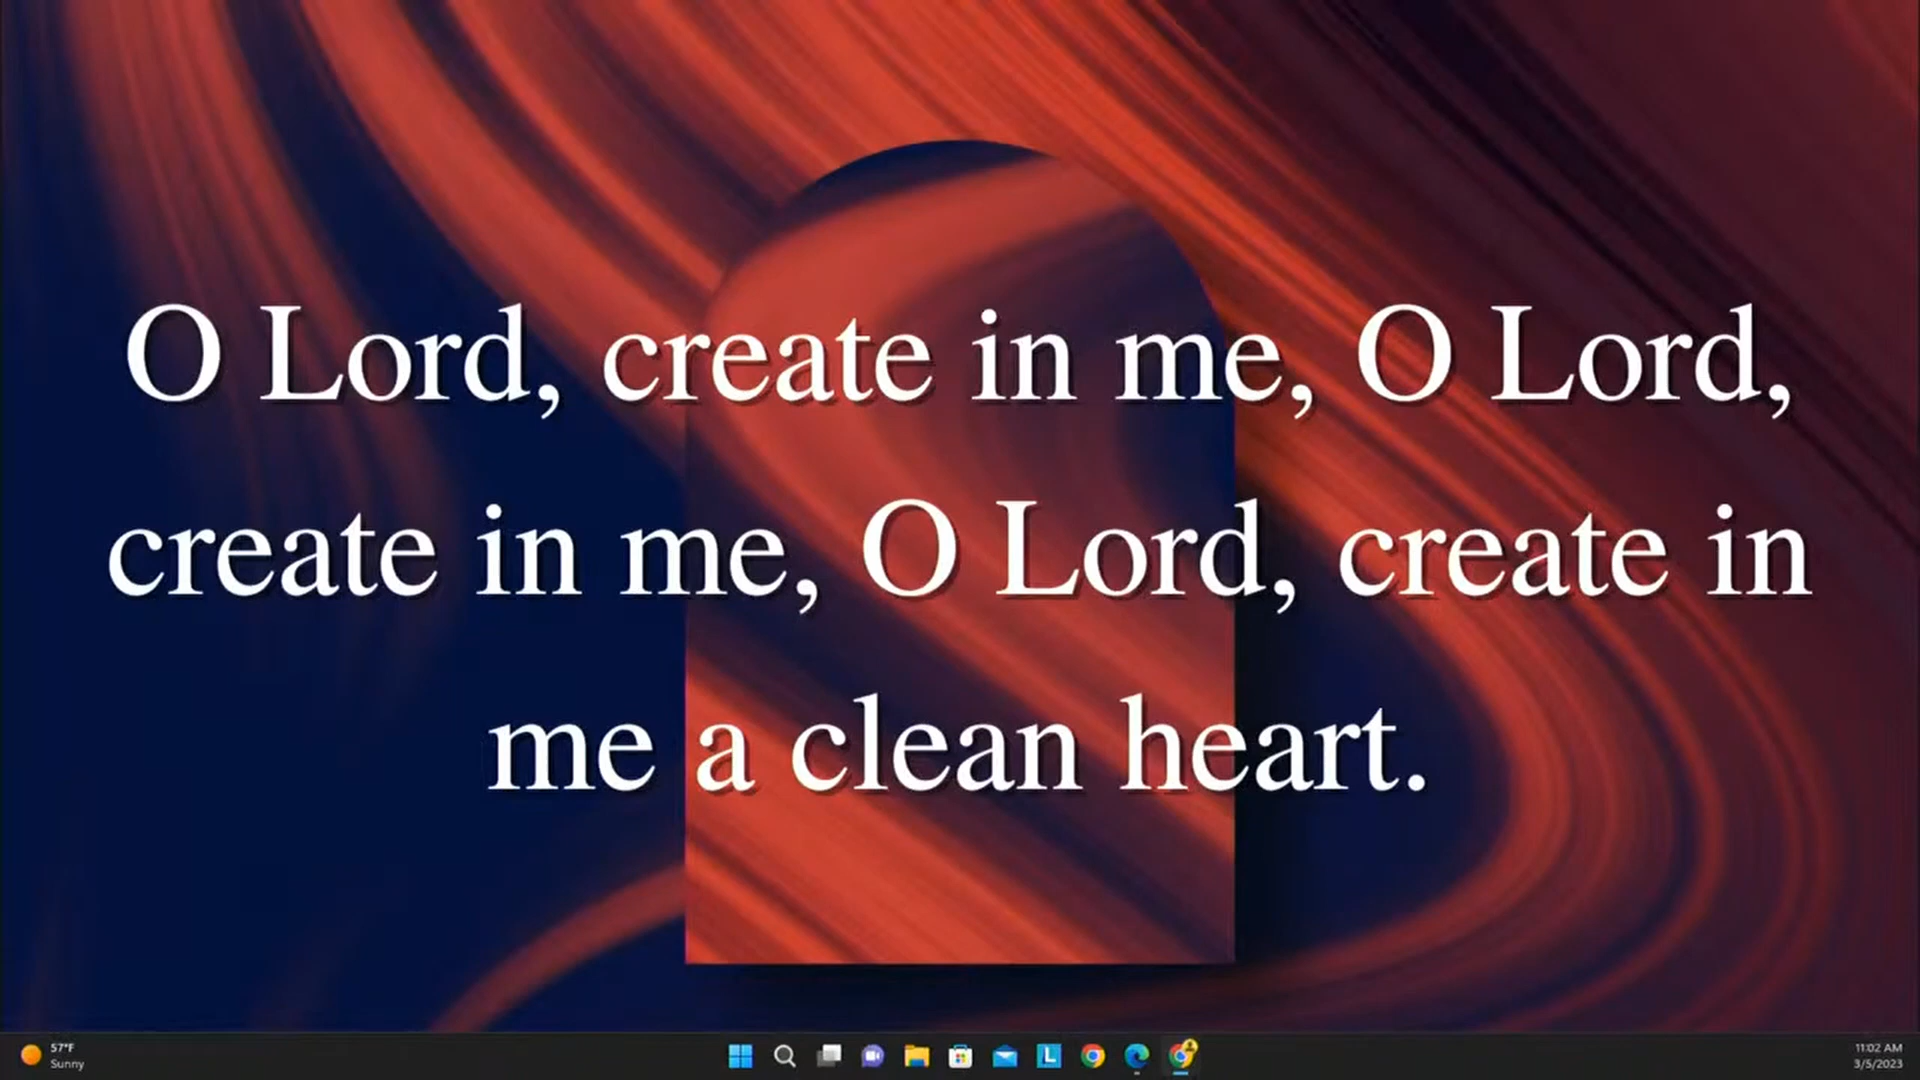 O Lord, create in me, O Lord,
create in me, O Lord, create in
me a clean heart.
57°F
Sunny
L
11:02 AM
3/5/2023